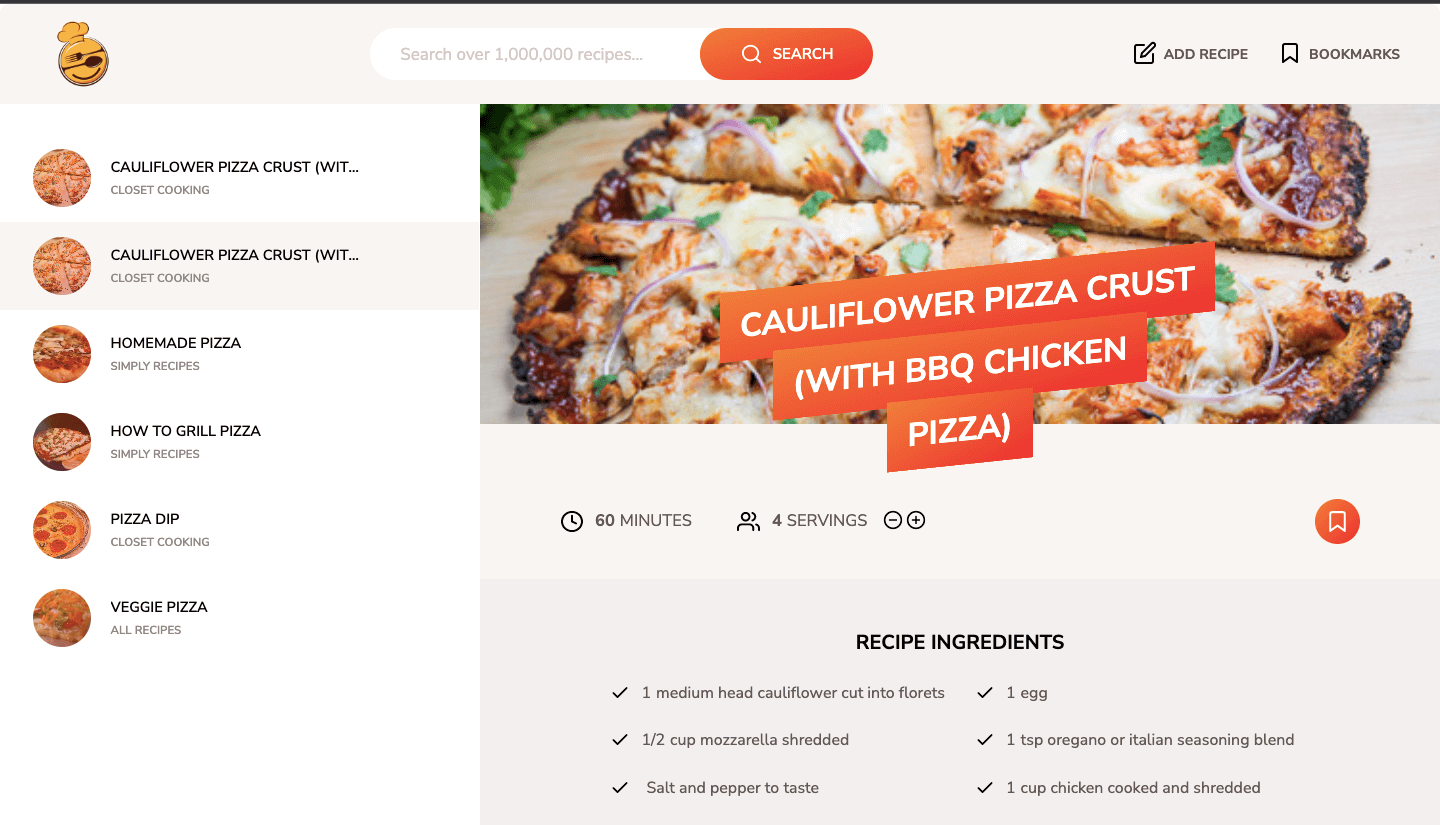 Search over 1,000,000 recipes...
SEARCH
ADD RECIPE
BOOKMARKS
CAULIFLOWER PIZZA CRUST (WIT...
CLOSET COOKING
CAULIFLOWER PIZZA CRUST (WIT...
CLOSET COOKING
HOMEMADE PIZZA
SIMPLY RECIPES
HOW TO GRILL PIZZA
SIMPLY RECIPES
PIZZA DIP
CLOSET COOKING
VEGGIE PIZZA
ALL RECIPES
CAULIFLOWER PIZZA CRUST
(WITH BBQ CHICKEN
PIZZA)
60 MINUTES
4 SERVINGS
RECIPE INGREDIENTS
1 medium head cauliflower cut into florets
1 egg
1/2 cup mozzarella shredded
1 tsp oregano or italian seasoning blend
Salt and pepper to taste
1 cup chicken cooked and shredded